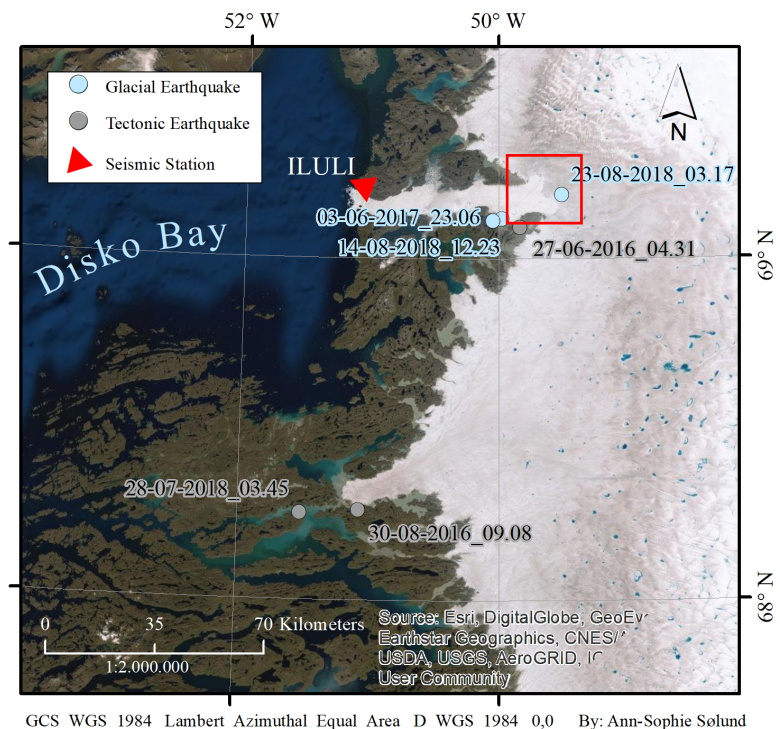 52° W
50° W
Glacial Earthquake
Tectonic Earthquake
Seismic Station
N
ILULI
23-08-2018_03.17
03-06-2017_23.06
14-08-2018_12.23
27-06-2016_04.31
Disko Bay
69° N
28-07-2018_03.45
30-08-2016_09.08
68° N
0
35
70 Kilometers
1:2.000.000
Source: Esri, DigitalGlobe,
Earthstar Geographics, CNES/
USDA, USGS, AeroGRID,
User Community
GCS WGS 1984 Lambert Azimuthal Equal Area D WGS 1984 0,0 By: Ann-Sophie Sølund